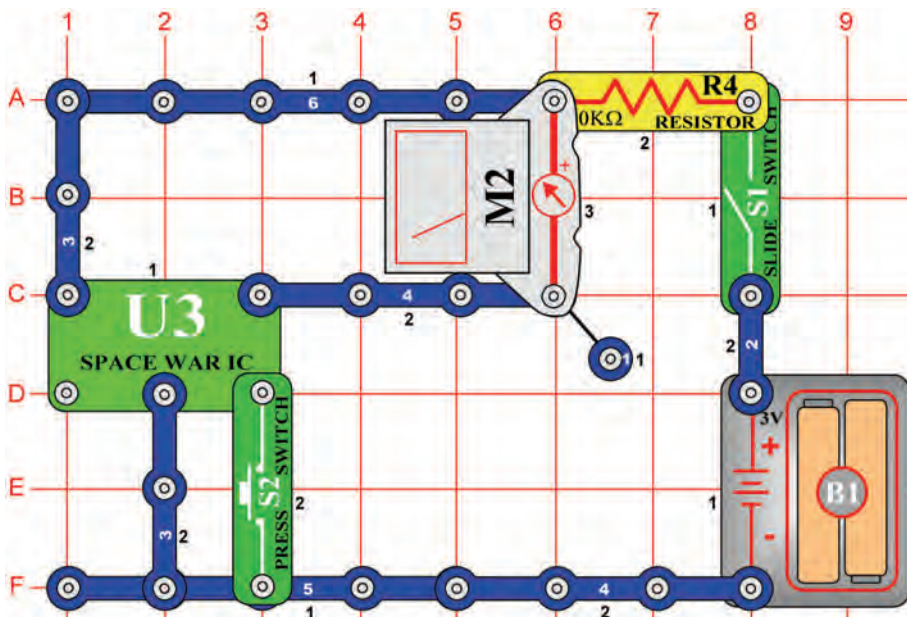 1 2 3 4 5 6 7 8 9
A
B
C
D
E
F
1
6
3
2
R4
0KΩ
RESISTOR
2
M2
+
3
S1
SLIDE SWITCH
1
1
U3
SPACE WAR IC
4
2
1 1
2
2
3
2
S2
PRESS SWITCH
2
3V
+
-
B1
1
5
1
4
2